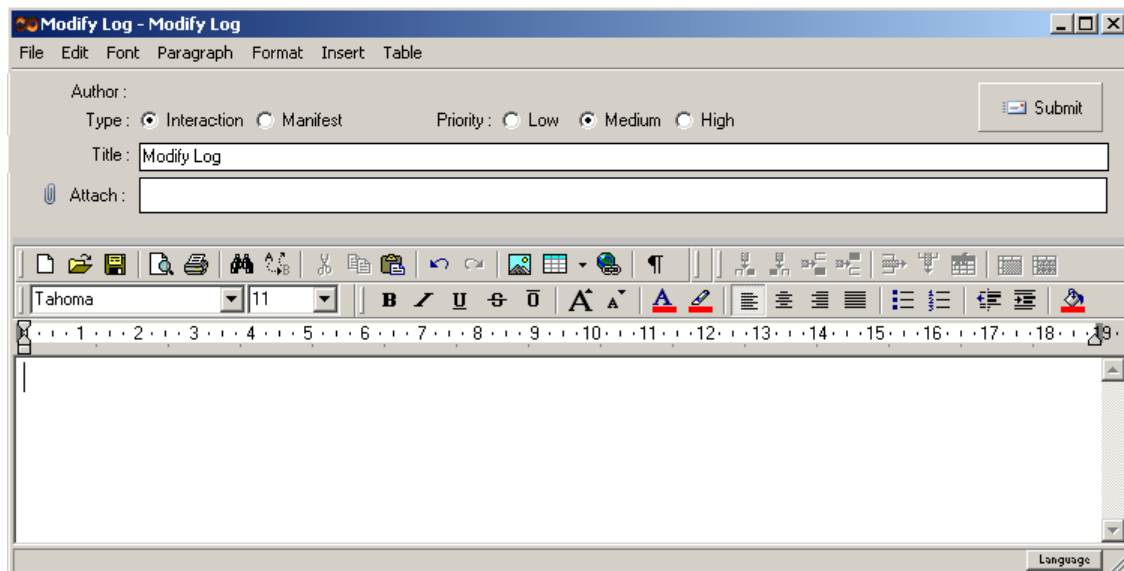 Modify Log - Modify Log
File Edit Font Paragraph Format Insert Table
Author :
Type : Interaction Manifest Priority : Low Medium High
Submit
Title : Modify Log
Attach :
Tahoma 11 B I U S O A A A
1 2 3 4 5 6 7 8 9 10 11 12 13 14 15 16 17 18 19
Language